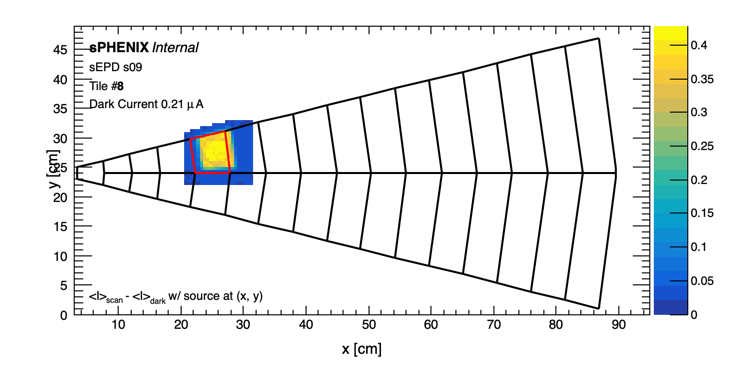 sPHENIX Internal
sEPD s09
Tile #8
Dark Current 0.21 μA
<I>scan - <I>dark w/ source at (x, y)
y [cm]
45
40
35
30
25
20
15
10
5
0
10 20 30 40 50 60 70 80 90
x [cm]
0.4
0.35
0.3
0.25
0.2
0.15
0.1
0.05
0